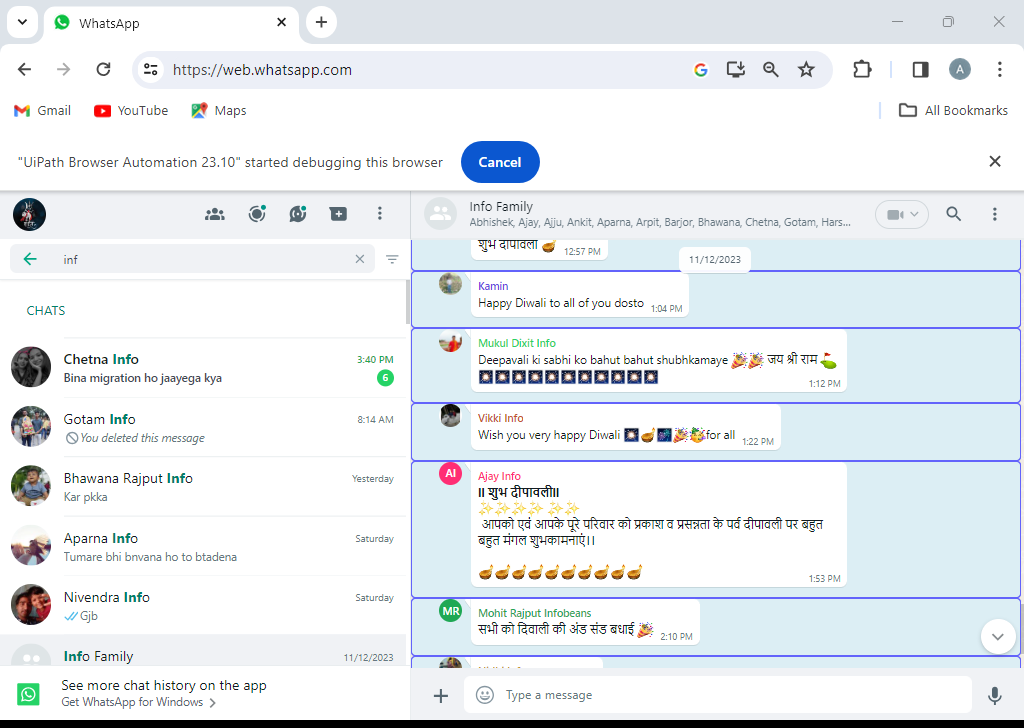 WhatsApp
https://web.whatsapp.com
A
Gmail
YouTube
Maps
All Bookmarks
"UiPath Browser Automation 23.10" started debugging this browser
Cancel
Info Family
Abhishek, Ajay, Ajju, Ankit, Aparna, Arpit, Barjor, Bhawana, Chetna, Gotam, Hars...
inf
CHATS
Chetna Info
3:40 PM
Bina migration ho jaayega kya
6
Gotam Info
8:14 AM
You deleted this message
Bhawana Rajput Info
Yesterday
Kar pkka
Aparna Info
Saturday
Tumare bhi bnvana ho to btadena
Nivendra Info
Saturday
Gjb
Info Family
11/12/2023
See more chat history on the app
Get WhatsApp for Windows
शुभ दीपावली 🪔 12:57 PM
11/12/2023
Kamin
Happy Diwali to all of you dosto 1:04 PM
Mukul Dixit Info
Deepavali ki sabhi ko bahut bahut shubhkamaye 🎉🎉 जय श्री राम ⛳
🎆🎆🎆🎆🎆🎆🎆🎆🎆🎆🎆
1:12 PM
Vikki Info
Wish you very happy Diwali 🎆🪔🎆🎉🥳for all 1:22 PM
AI
Ajay Info
॥ शुभ दीपावली॥
✨✨✨ ✨✨
आपको एवं आपके पूरे परिवार को प्रकाश व प्रसन्नता के पर्व दीपावली पर बहुत
बहुत मंगल शुभकामनाएं।।
🪔🪔🪔🪔🪔🪔🪔🪔🪔🪔
1:53 PM
MR
Mohit Rajput Infobeans
सभी को दिवाली की अंड संड बधाई 🎉 2:10 PM
Type a message